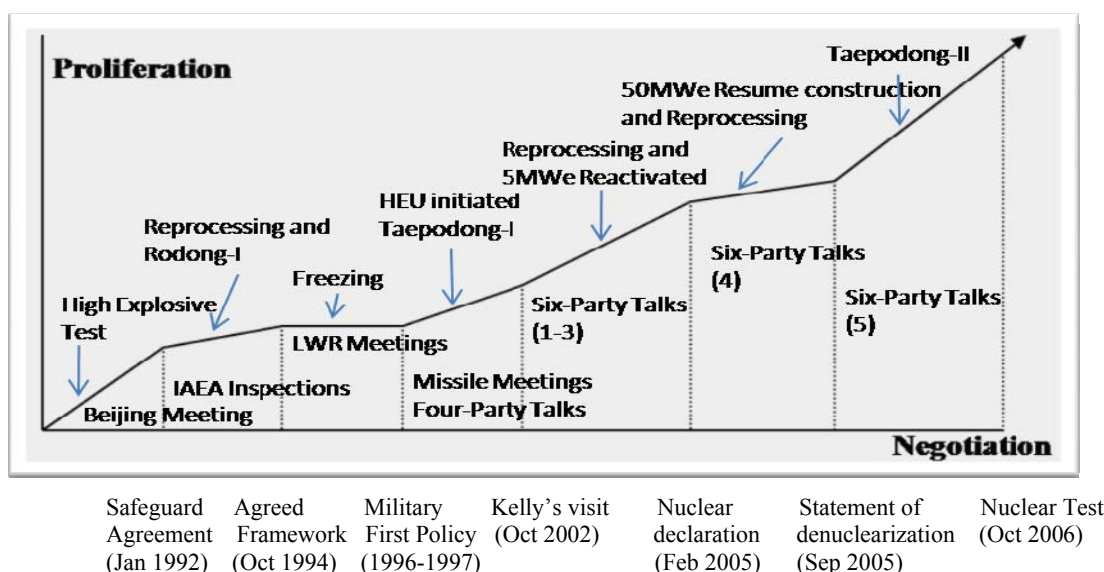 Proliferation
Taepodong-II
50MWe Resume construction
and Reprocessing
Reprocessing and
5MWe Reactivated
HEU initiated
Taepodong-I
Reprocessing and
Rodong-I
Freezing
High Explosive
Test
Six-Party Talks
(4)
Six-Party Talks
(1-3)
Six-Party Talks
(5)
LWR Meetings
IAEA Inspections
Missile Meetings
Four-Party Talks
Beijing Meeting
Negotiation
Safeguard Agreed Military Kelly's visit Nuclear Statement of Nuclear Test
Agreement Framework First Policy (Oct 2002) declaration denuclearization (Oct 2006)
(Jan 1992) (Oct 1994) (1996-1997) (Feb 2005) (Sep 2005)